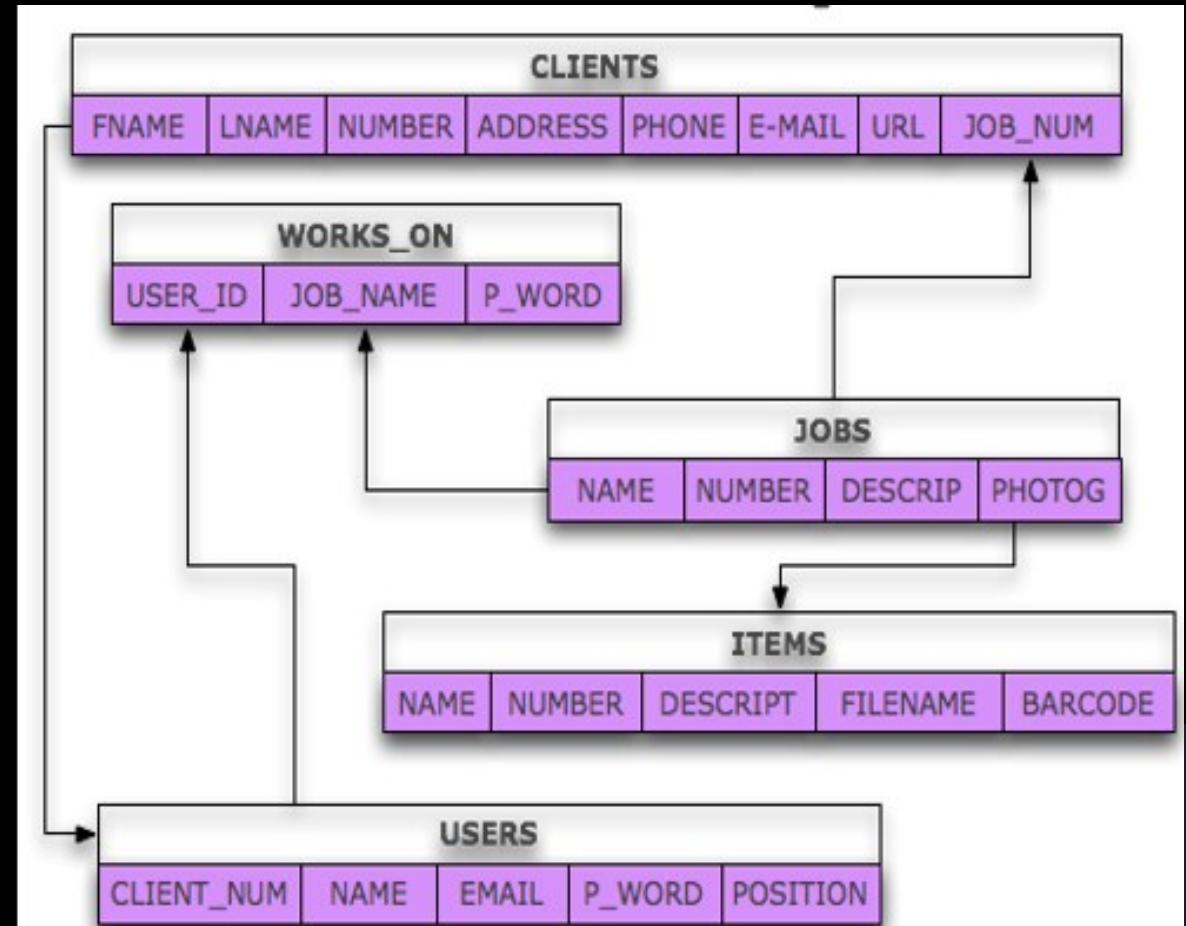 CLIENTS
FNAME LNAME NUMBER ADDRESS PHONE E-MAIL URL JOB_NUM
WORKS_ON
USER_ID JOB_NAME P_WORD
JOBS
NAME NUMBER DESCRIP PHOTOG
ITEMS
NAME NUMBER DESCRIPT FILENAME BARCODE
USERS
CLIENT_NUM NAME EMAIL P_WORD POSITION